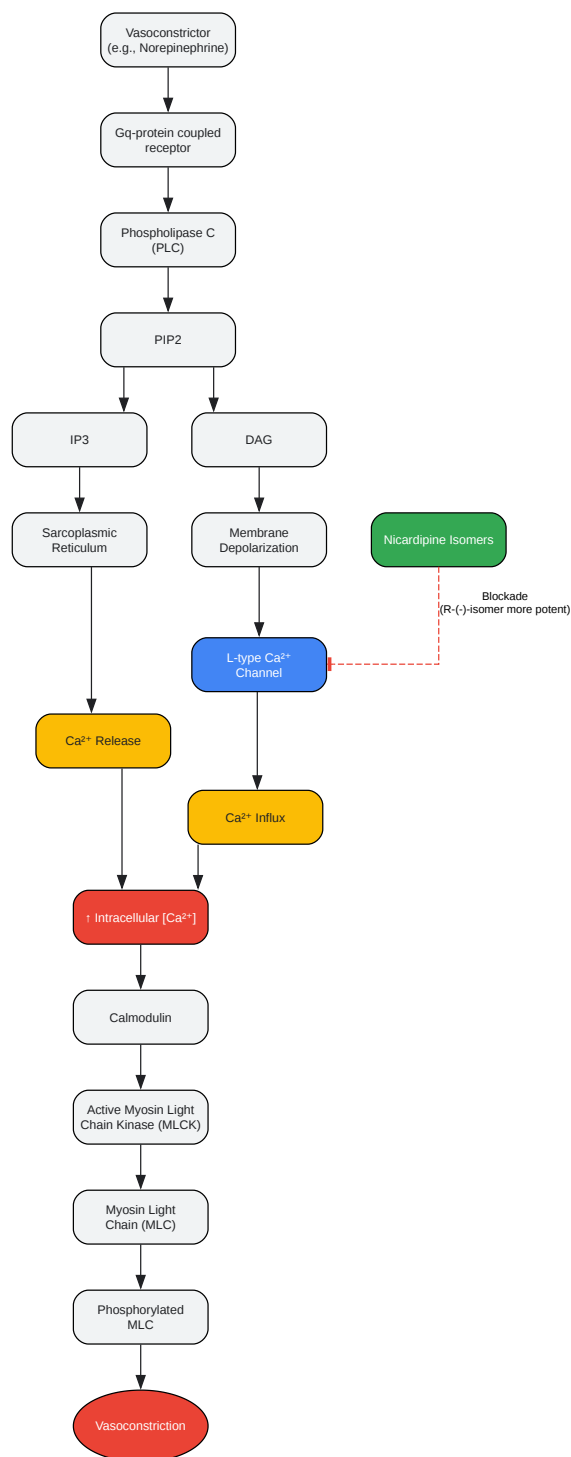 Vasoconstrictor
(e.g., Norepinephrine)
Gq-protein coupled
receptor
Phospholipase C
(PLC)
PIP2
IP3
DAG
Sarcoplasmic
Reticulum
Membrane
Depolarization
Nicardipine Isomers
Blockade
(R-(-)-isomer more potent)
L-type Ca²⁺
Channel
Ca²⁺ Release
Ca²⁺ Influx
↑ Intracellular [Ca²⁺]
Calmodulin
Active Myosin Light
Chain Kinase (MLCK)
Myosin Light
Chain (MLC)
Phosphorylated
MLC
Vasoconstriction